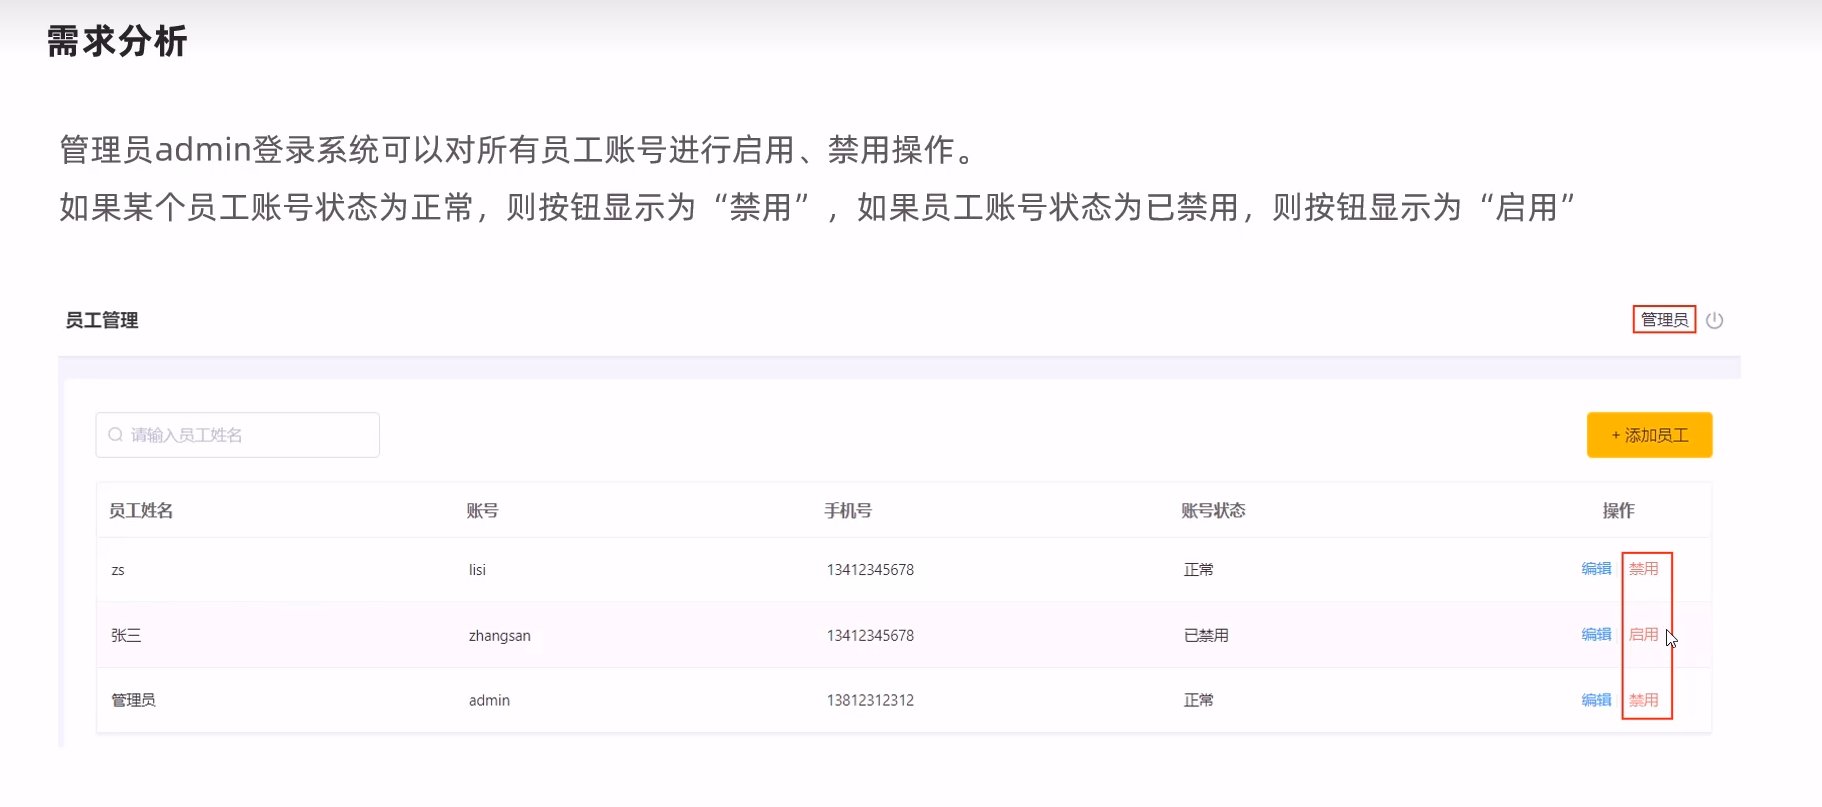 需求分析
管理员admin登录系统可以对所有员工账号进行启用、禁用操作。
如果某个员工账号状态为正常，则按钮显示为“禁用”，如果员工账号状态为已禁用，则按钮显示为“启用”
员工管理 管理员
请输入员工姓名 + 添加员工
员工姓名 账号 手机号 账号状态 操作
zs lisi 13412345678 正常 编辑 禁用
张三 zhangsan 13412345678 已禁用 编辑 启用
管理员 admin 13812312312 正常 编辑 禁用